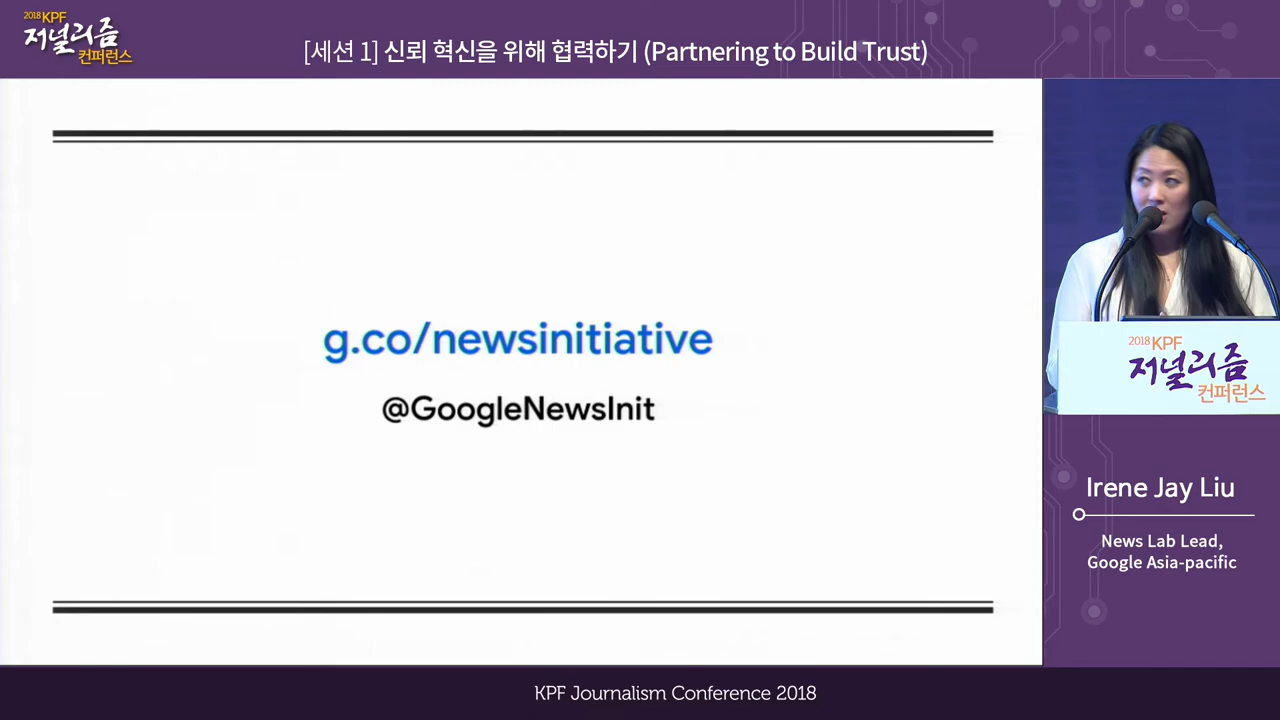 2018 KPF
저널리즘
컨퍼런스
[세션 1] 신뢰 혁신을 위해 협력하기 (Partnering to Build Trust)
g.co/newsinitiative
@GoogleNewsInit
2018 KPF
저널리즘
컨퍼런스
Irene Jay Liu
News Lab Lead,
Google Asia-pacific
KPF Journalism Conference 2018